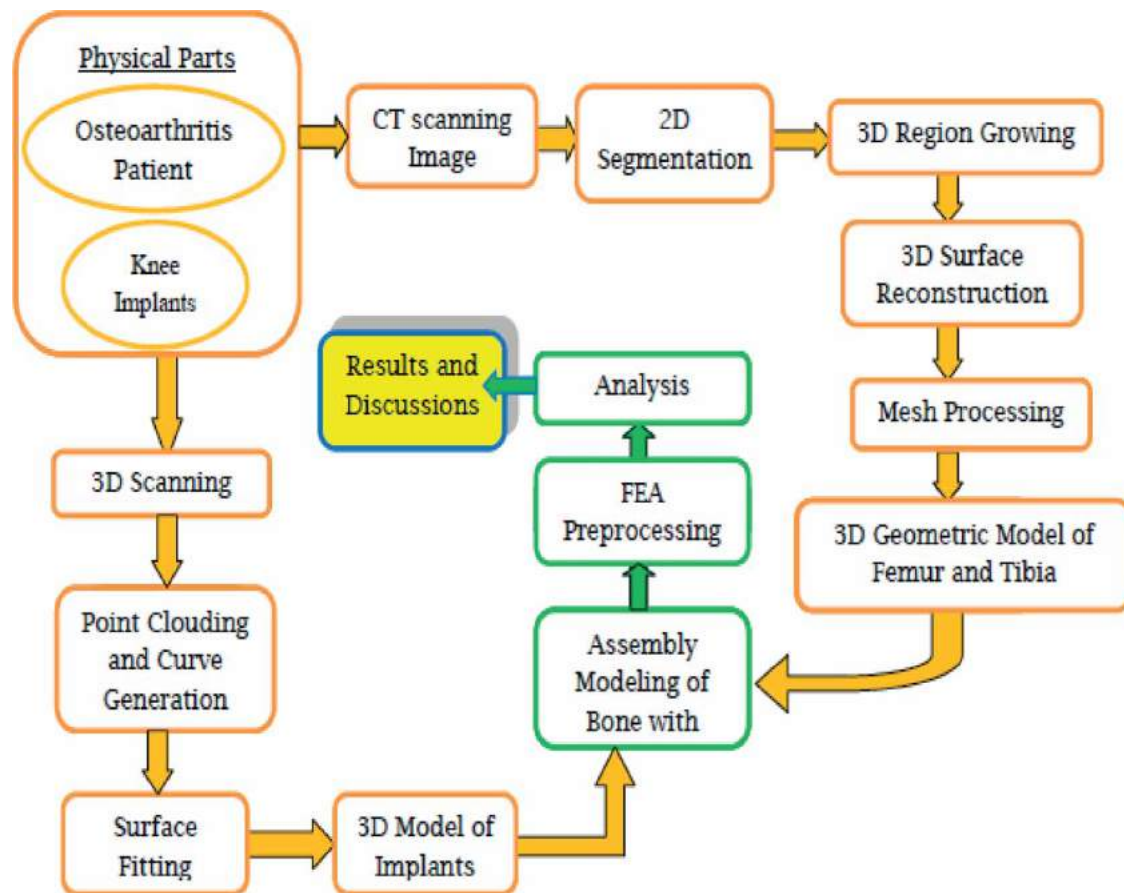 Physical Parts
Osteoarthritis
Patient
Knee
Implants
CT scanning
Image
2D
Segmentation
3D Region Growing
3D Surface
Reconstruction
Mesh Processing
3D Geometric Model of
Femur and Tibia
3D Scanning
Point Clouding
and Curve
Generation
Surface
Fitting
3D Model of
Implants
Assembly
Modeling of
Bone with
FEA
Preprocessing
Analysis
Results and
Discussions